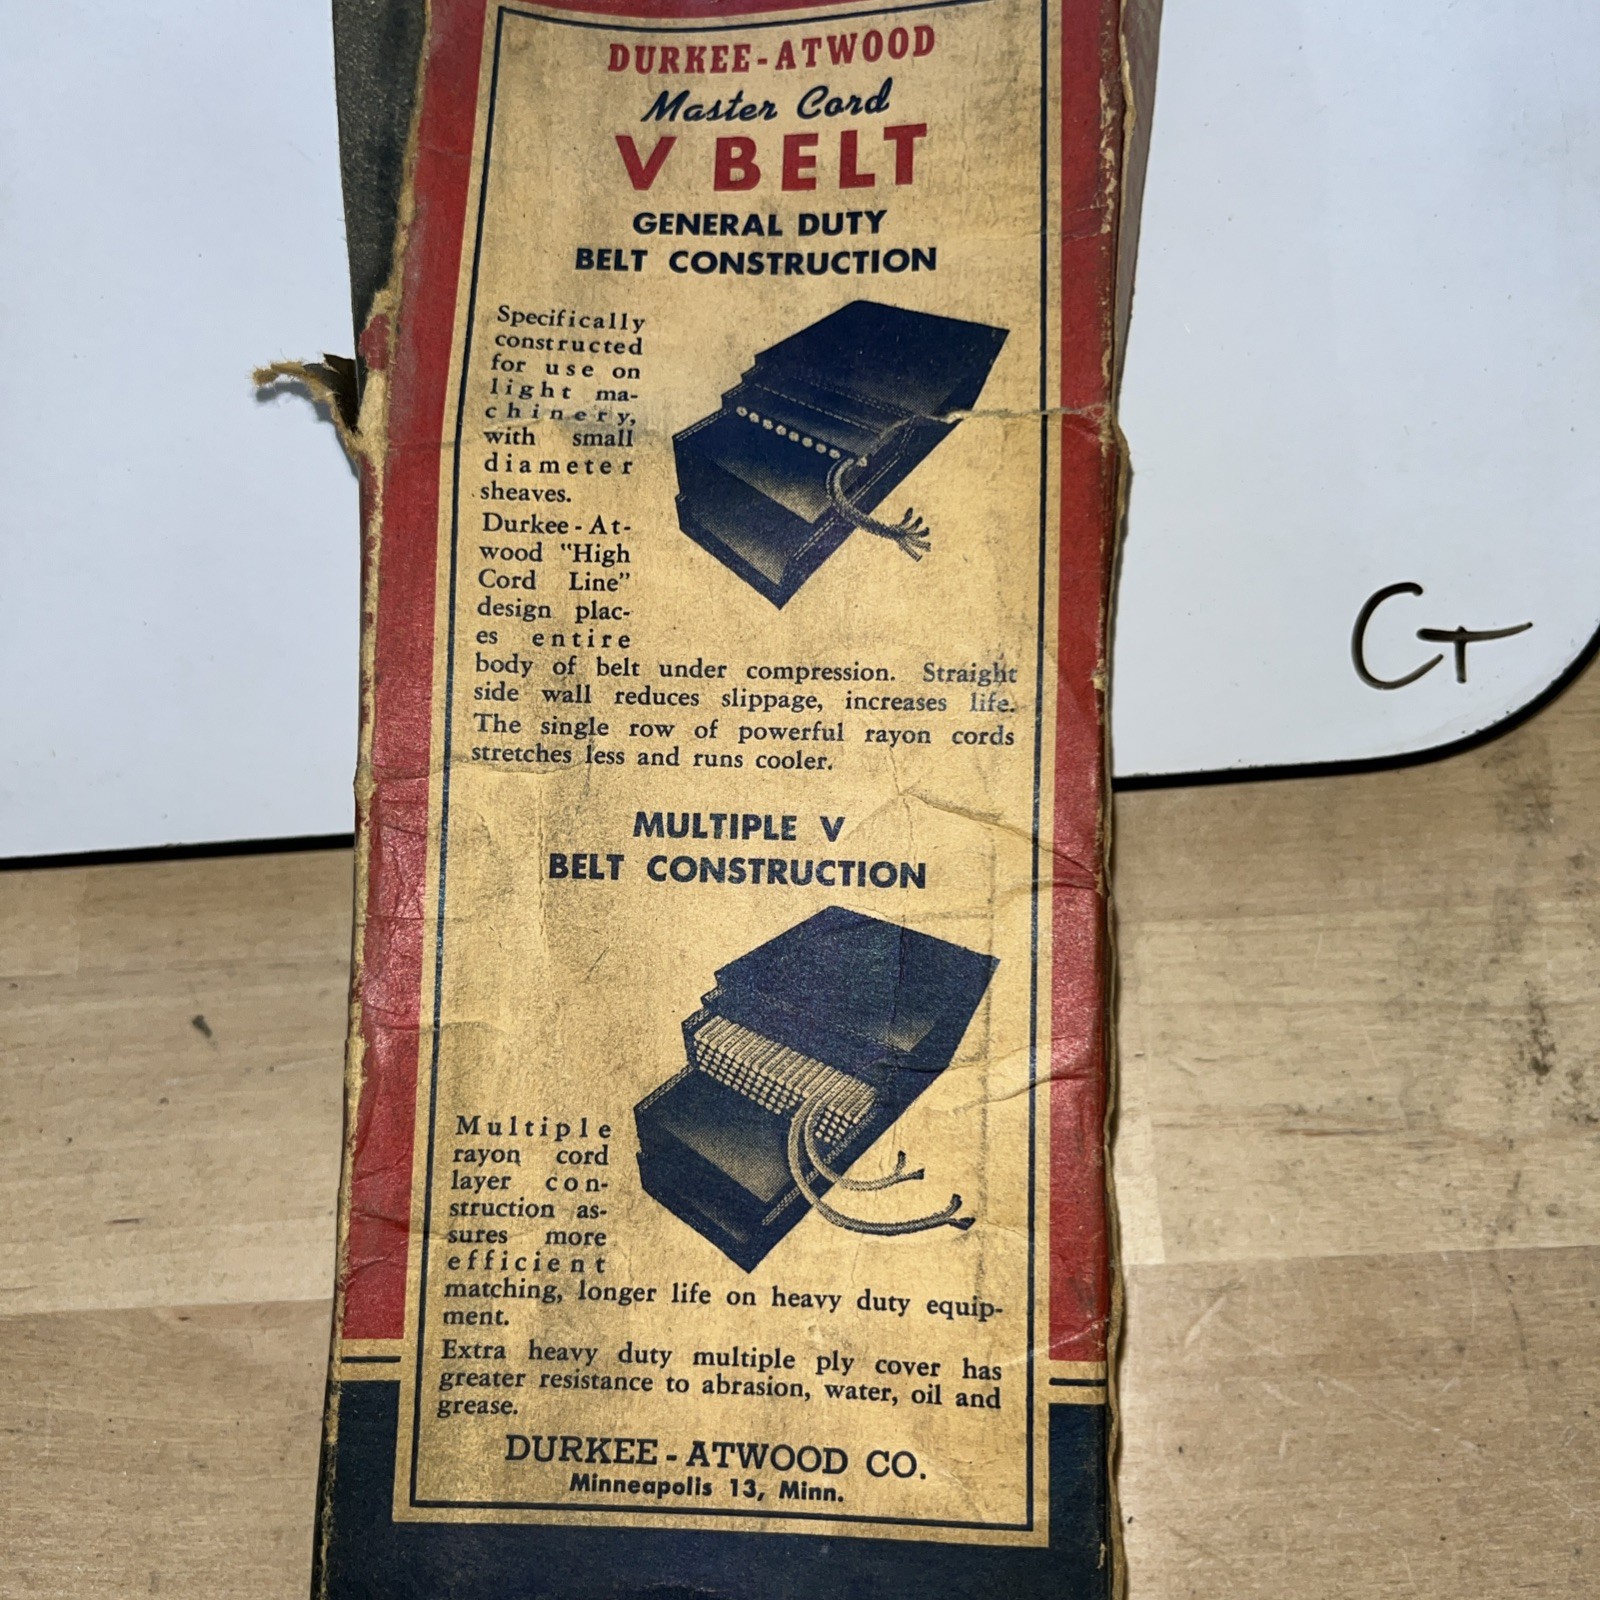 DURKEE-ATWOOD
Master Cord
V BELT
GENERAL DUTY
BELT CONSTRUCTION
Specifically
constructed
for use on
light ma-
chinery,
with small
diameter
sheaves.
Durkee-At-
wood "High
Cord Line"
design plac-
es entire
body of belt under compression. Straight
side wall reduces slippage, increases life.
The single row of powerful rayon cords
stretches less and runs cooler.
MULTIPLE V
BELT CONSTRUCTION
Multiple
rayon cord
layer con-
struction as-
sures more
efficient
matching, longer life on heavy duty equip-
ment.
Extra heavy duty multiple ply cover has
greater resistance to abrasion, water, oil and
grease.
DURKEE-ATWOOD CO.
Minneapolis 13, Minn.
CT